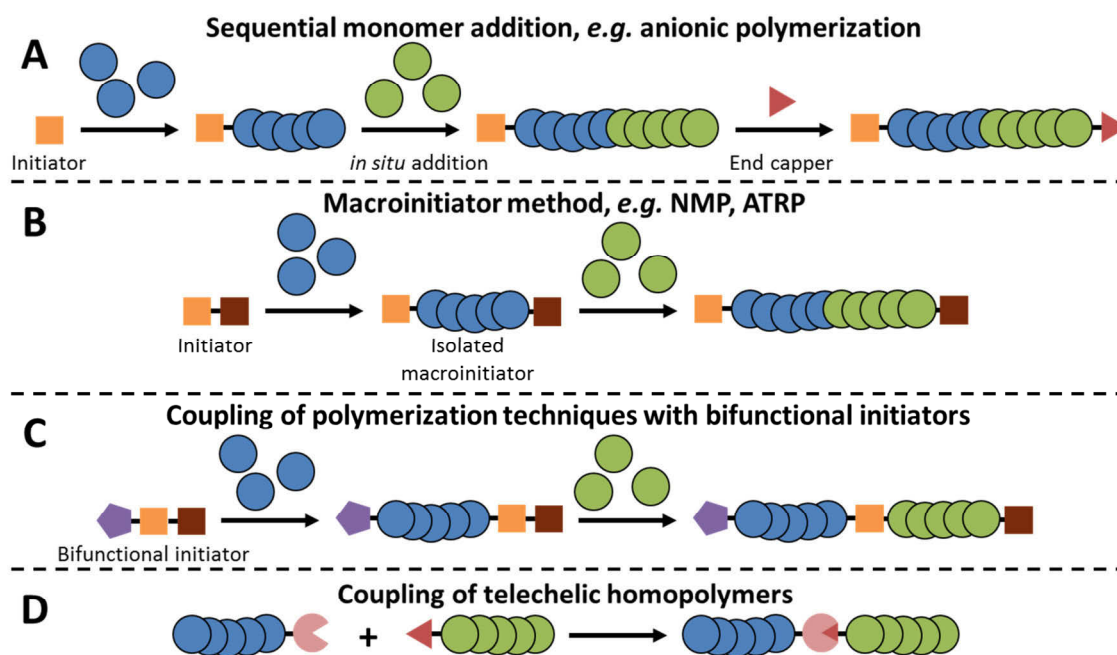 Sequential monomer addition, e.g. anionic polymerization
A
Initiator
in situ addition
End capper
Macroinitiator method, e.g. NMP, ATRP
B
Initiator
Isolated
macroinitiator
Coupling of polymerization techniques with bifunctional initiators
C
Bifunctional initiator
Coupling of telechelic homopolymers
D
+